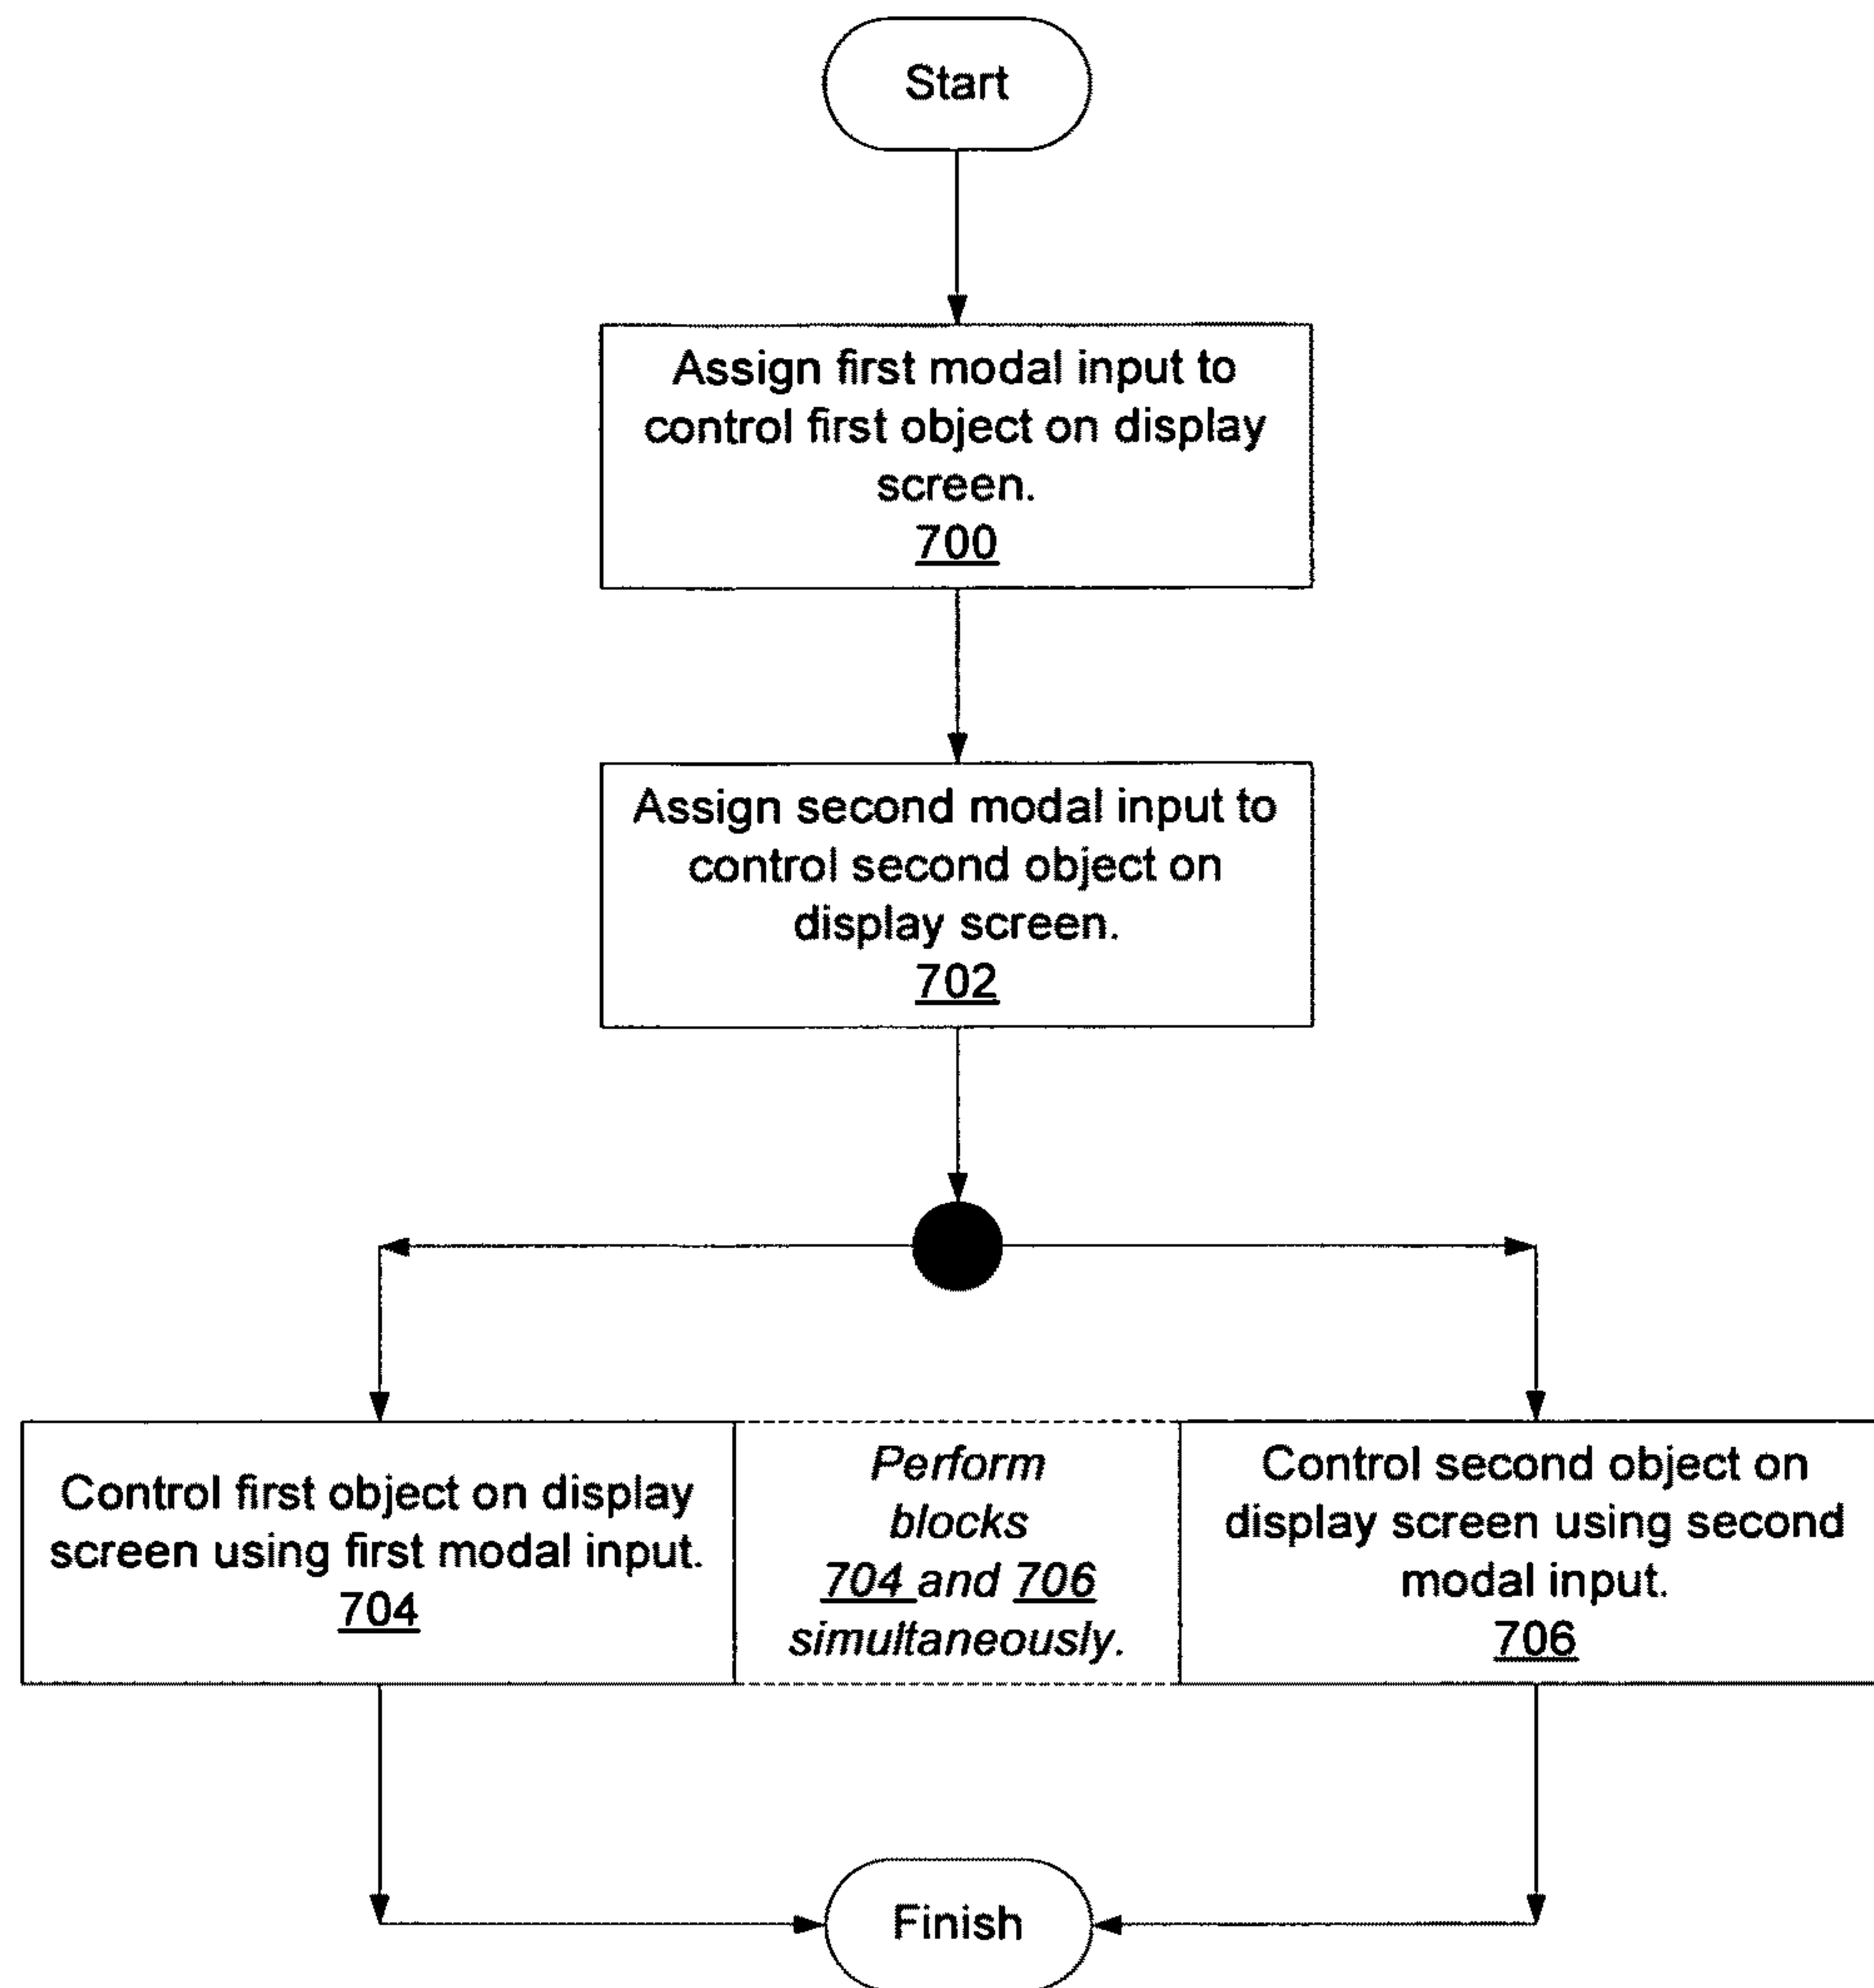 Start
Assign first modal input to
control first object on display
screen.
700
Assign second modal input to
control second object on
display screen.
702
Control first object on display
screen using first modal input.
704
Perform
blocks
704 and 706
simultaneously.
Control second object on
display screen using second
modal input.
706
Finish